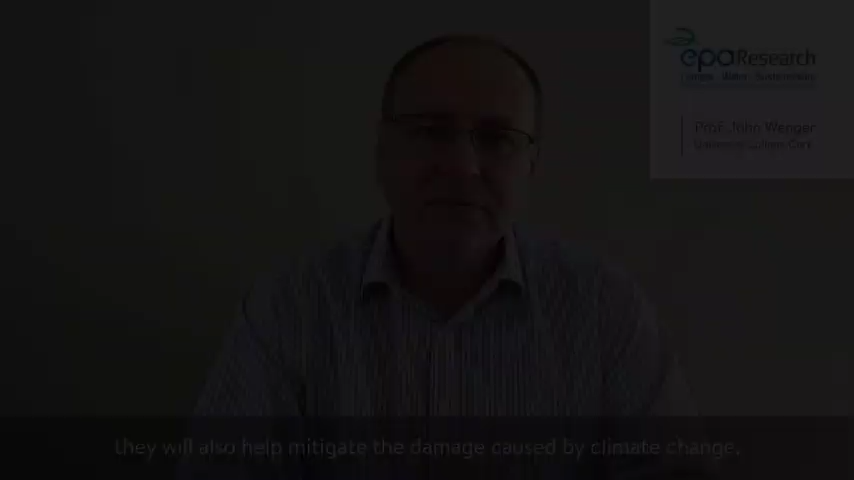 epaResearch
Climate · Water · Sustainability
Prof. John Wenger
University College Cork
they will also help mitigate the damage caused by climate change.